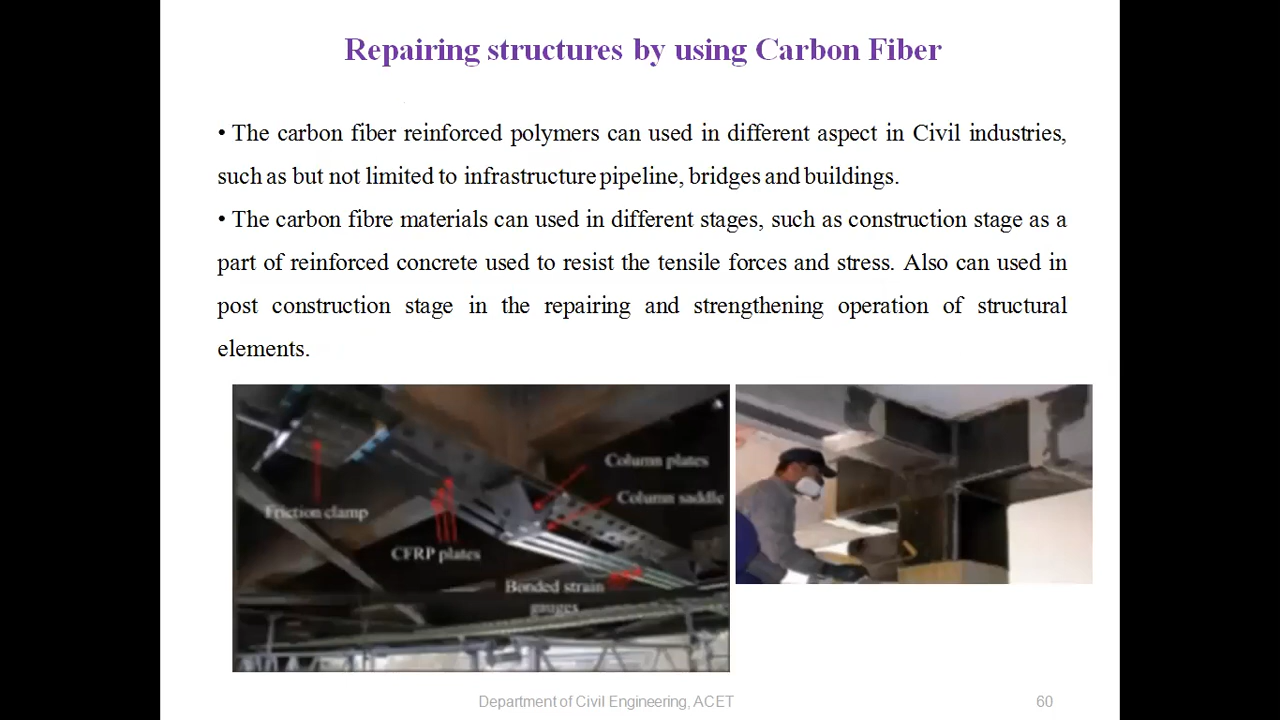 Repairing structures by using Carbon Fiber
• The carbon fiber reinforced polymers can used in different aspect in Civil industries,
such as but not limited to infrastructure pipeline, bridges and buildings.
• The carbon fibre materials can used in different stages, such as construction stage as a
part of reinforced concrete used to resist the tensile forces and stress. Also can used in
post construction stage in the repairing and strengthening operation of structural
elements.
Column plates
Column saddle
Friction clamp
CFRP plates
Bonded strain
gauges
Department of Civil Engineering, ACET
60